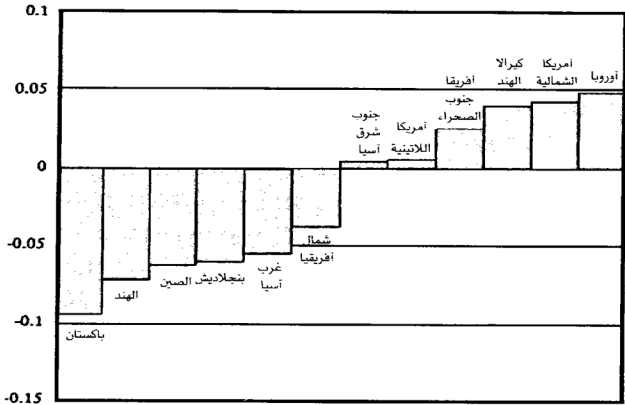 0.1
0.05
0
-0.05
-0.1
-0.15
باكستان
الهند
الصين
بنجلاديش
غرب
آسيا
شمال
أفريقيا
جنوب
شرق
آسيا
أمريكا
اللاتينية
أفريقا
جنوب
الصحراء
كيرالا
الهند
أمريكا
الشمالية
أوروبا